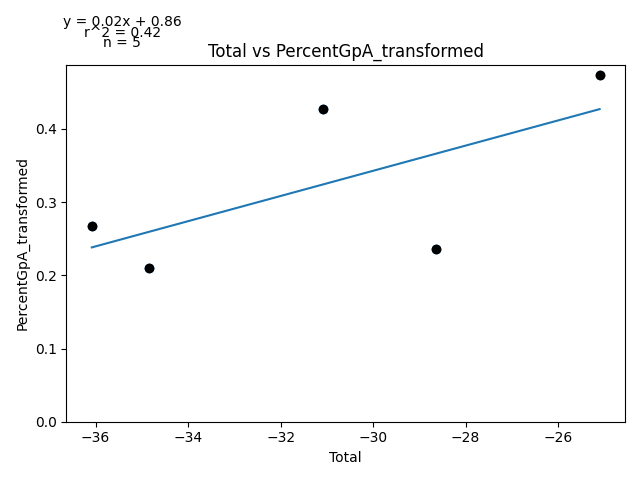 y = 0.02x + 0.86
r^2 = 0.42
n = 5
Total vs PercentGpA_transformed
PercentGpA_transformed
0.4
0.3
0.2
0.1
0.0
−36
−34
−32
−30
−28
−26
Total